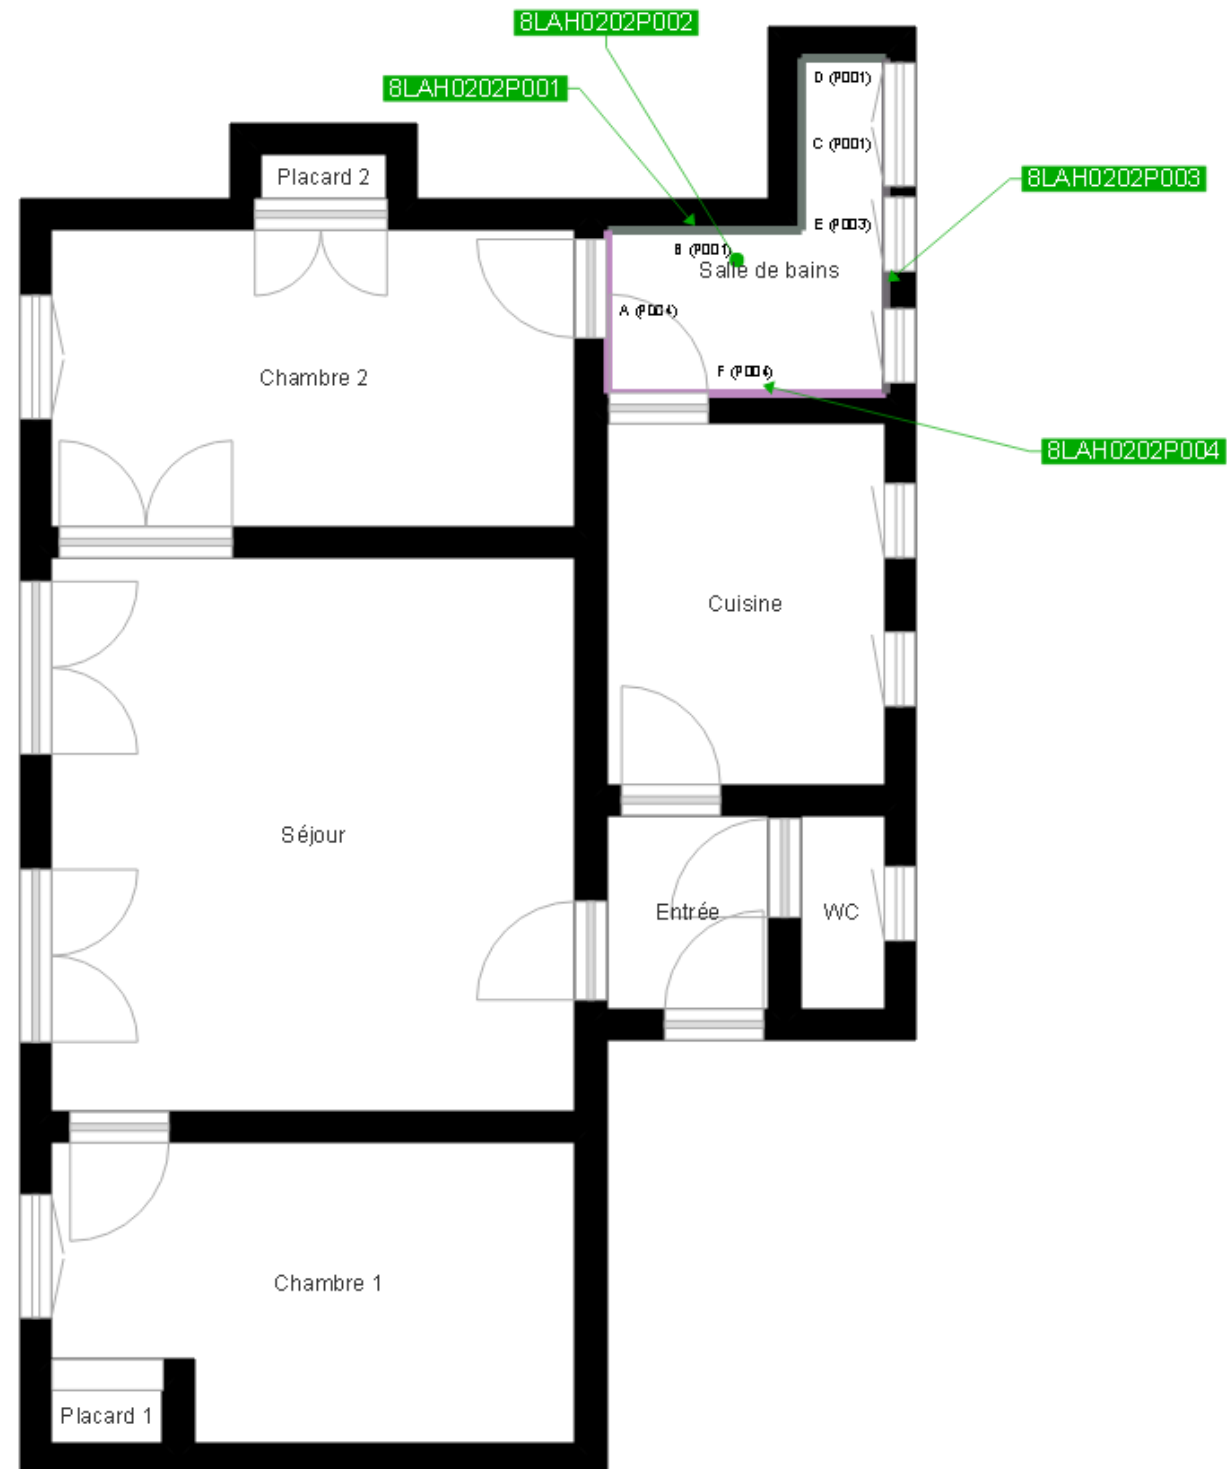 8LAH0202P002
8LAH0202P001
D (P001)
C (P001)
Placard 2
8LAH0202P003
E (P003)
B (P001)
Salle de bains
A (P004)
F (P004)
Chambre 2
8LAH0202P004
Cuisine
Séjour
Entrée
WC
Chambre 1
Placard 1